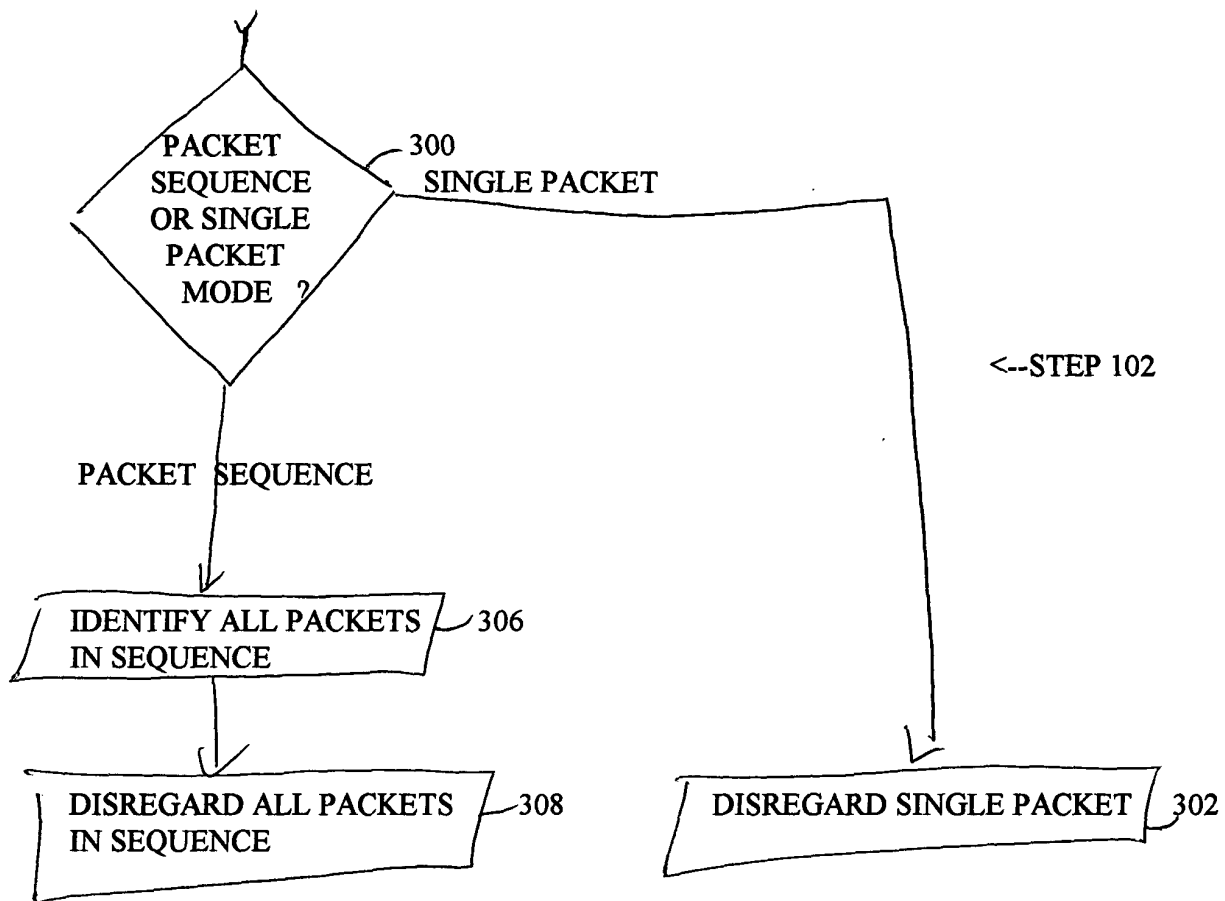 PACKET
SEQUENCE
OR SINGLE
PACKET
MODE ?
300
SINGLE PACKET
<--STEP 102
PACKET SEQUENCE
IDENTIFY ALL PACKETS
IN SEQUENCE
306
DISREGARD ALL PACKETS
IN SEQUENCE
308
DISREGARD SINGLE PACKET
302